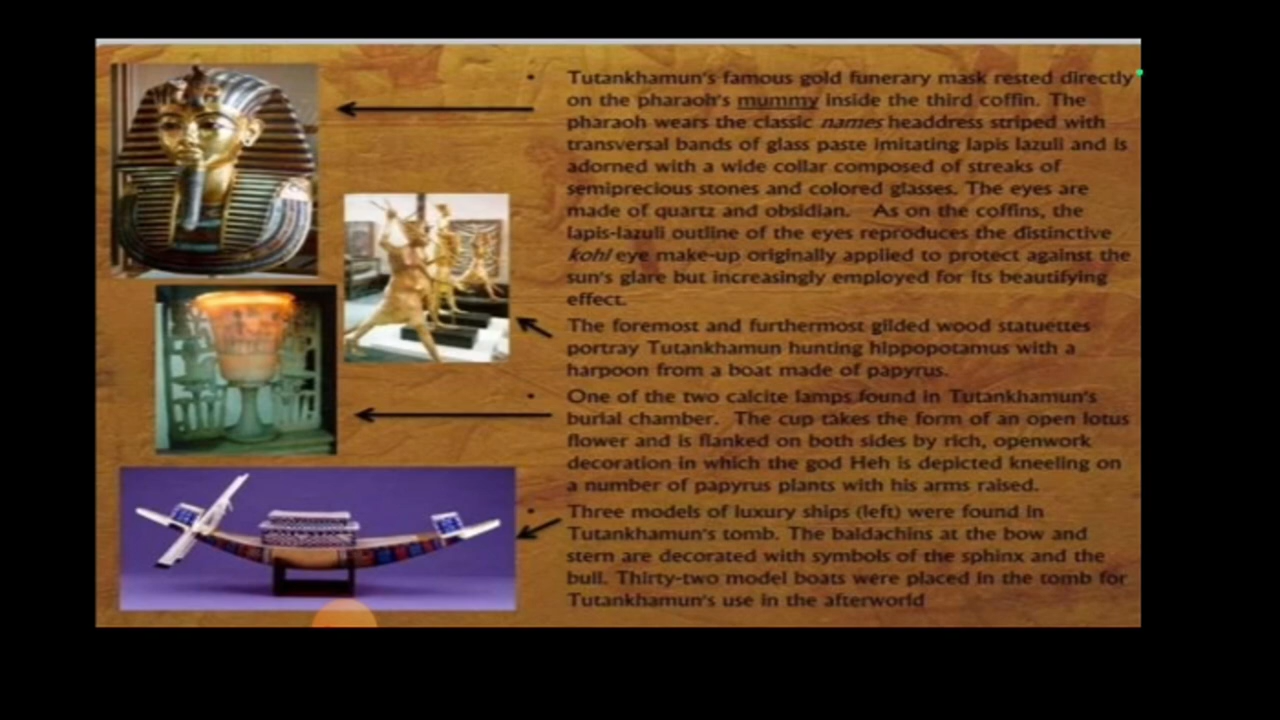 • Tutankhamun's famous gold funerary mask rested directly
on the pharaoh's mummy inside the third coffin. The
pharaoh wears the classic names headdress striped with
transversal bands of glass paste imitating lapis lazuli and is
adorned with a wide collar composed of streaks of
semiprecious stones and colored glasses. The eyes are
made of quartz and obsidian. As on the coffins, the
lapis-lazuli outline of the eyes reproduces the distinctive
kohl eye make-up originally applied to protect against the
sun's glare but increasingly employed for its beautifying
effect.
The foremost and furthermost gilded wood statuettes
portray Tutankhamun hunting hippopotamus with a
harpoon from a boat made of papyrus.
• One of the two calcite lamps found in Tutankhamun's
burial chamber. The cup takes the form of an open lotus
flower and is flanked on both sides by rich, openwork
decoration in which the god Heh is depicted kneeling on
a number of papyrus plants with his arms raised.
• Three models of luxury ships (left) were found in
Tutankhamun's tomb. The baldachins at the bow and
stern are decorated with symbols of the sphinx and the
bull. Thirty-two model boats were placed in the tomb for
Tutankhamun's use in the afterworld